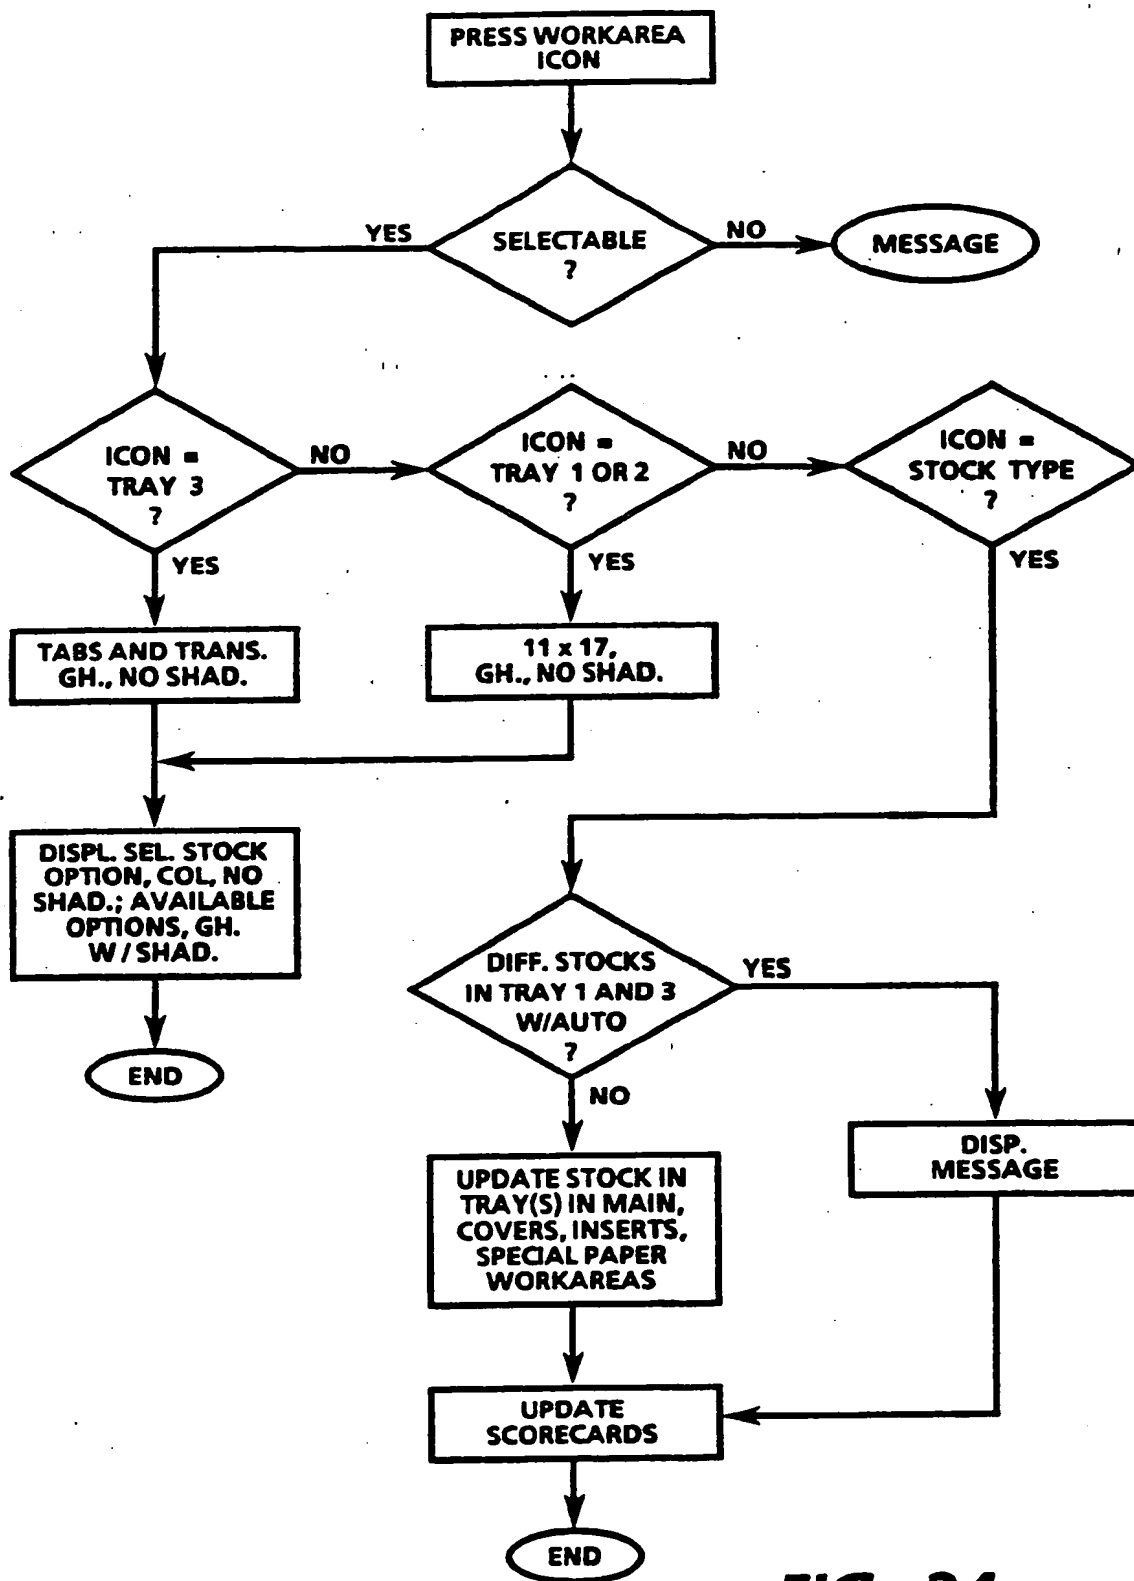 PRESS WORKAREA
ICON
SELECTABLE
?
YES
NO
MESSAGE
ICON =
TRAY 3
?
NO
ICON =
TRAY 1 OR 2
?
NO
ICON =
STOCK TYPE
?
YES
YES
YES
TABS AND TRANS.
GH., NO SHAD.
11 x 17,
GH., NO SHAD.
DISPL. SEL. STOCK
OPTION, COL, NO
SHAD.; AVAILABLE
OPTIONS, GH.
W / SHAD.
END
DIFF. STOCKS
IN TRAY 1 AND 3
W/AUTO
?
YES
NO
DISP.
MESSAGE
UPDATE STOCK IN
TRAY(S) IN MAIN,
COVERS, INSERTS,
SPECIAL PAPER
WORKAREAS
UPDATE
SCORECARDS
END